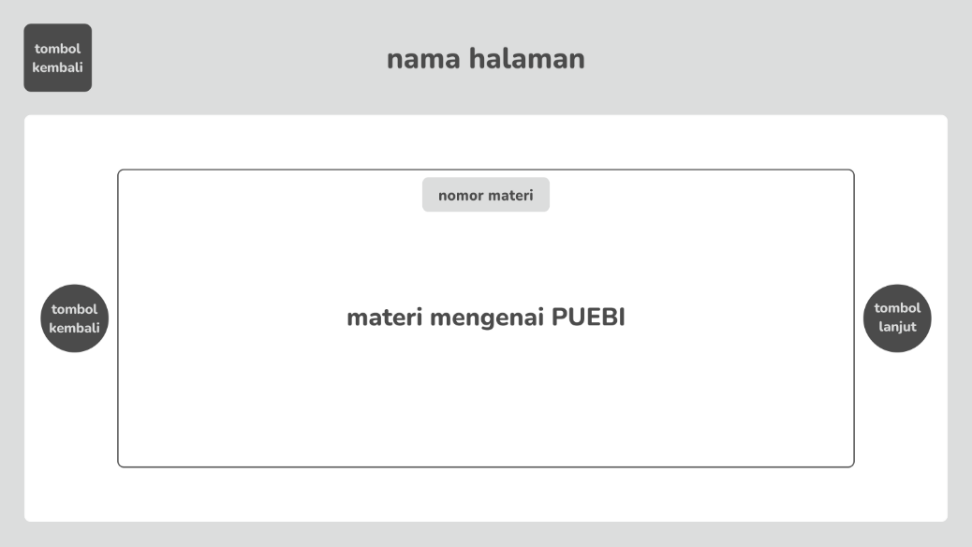 tombol
kembali
nama halaman
nomor materi
materi mengenai PUEBI
tombol
kembali
tombol
lanjut